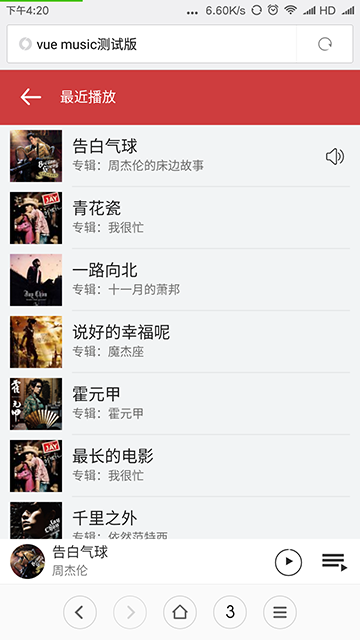 下午4:20 ... 6.60K/s HD
vue music测试版
最近播放
告白气球
专辑：周杰伦的床边故事
青花瓷
专辑：我很忙
一路向北
专辑：十一月的萧邦
说好的幸福呢
专辑：魔杰座
霍元甲
专辑：霍元甲
最长的电影
专辑：我很忙
千里之外
专辑：依然范特西
告白气球
周杰伦
3